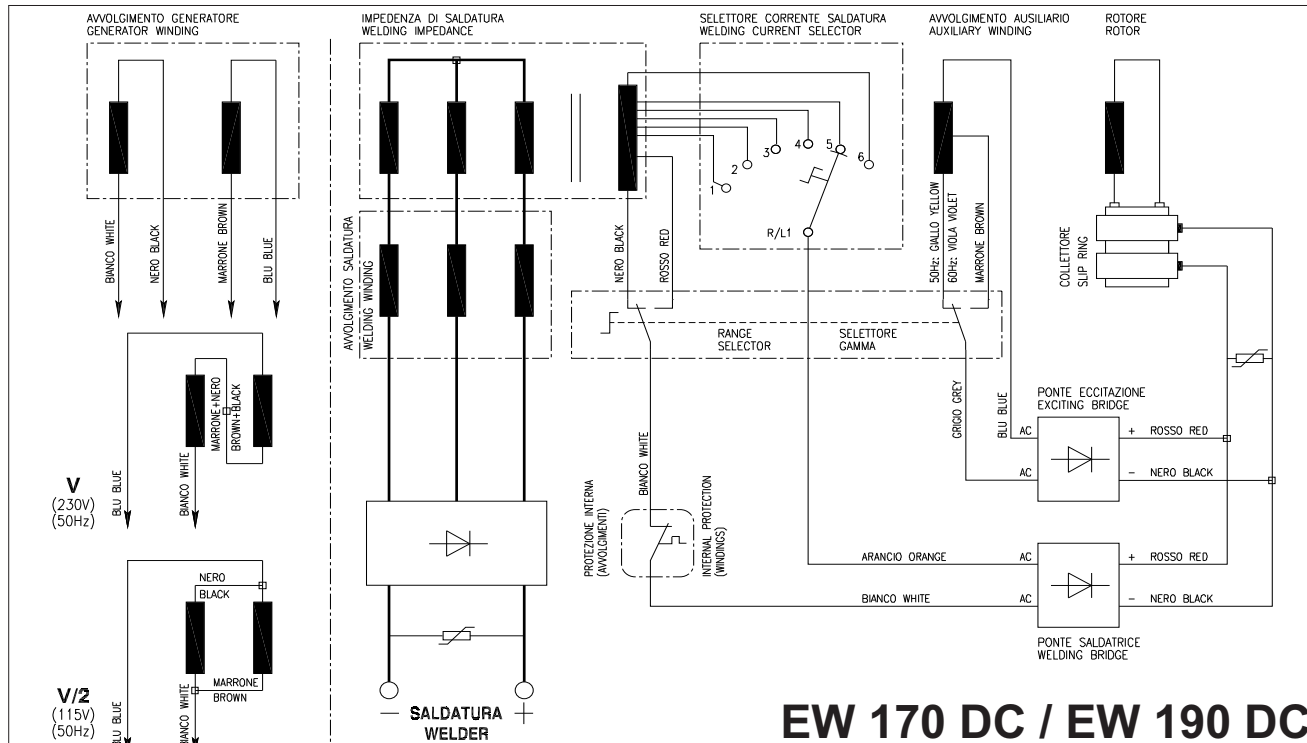 AVVOLGIMENTO GENERATORE
GENERATOR WINDING
IMPEDENZA DI SALDATURA
WELDING IMPEDANCE
SELETTORE CORRENTE SALDATURA
WELDING CURRENT SELECTOR
AVVOLGIMENTO AUSILIARIO
AUXILIARY WINDING
ROTORE
ROTOR
1
2
3
4
5
6
R/L1
BIANCO WHITE
NERO BLACK
MARRONE BROWN
BLU BLUE
AVVOLGIMENTO SALDATURA
WELDING WINDING
NERO BLACK
ROSSO RED
50Hz: GIALLO YELLOW
60Hz: VIOLA VIOLET
MARRONE BROWN
COLLETTORE
SLIP RING
RANGE
SELECTOR
SELETTORE
GAMMA
MARRONE+NERO
BROWN+BLACK
BLU BLUE
BIANCO WHITE
V
(230V)
(50Hz)
BIANCO WHITE
GRIGIO GREY
BLU BLUE
PONTE ECCITAZIONE
EXCITING BRIDGE
AC
+ ROSSO RED
AC
− NERO BLACK
PROTEZIONE INTERNA
(AVVOLGIMENTI)
INTERNAL PROTECTION
(WINDINGS)
ARANCIO ORANGE
AC
+ ROSSO RED
BIANCO WHITE
AC
− NERO BLACK
PONTE SALDATRICE
WELDING BRIDGE
NERO
BLACK
MARRONE
BROWN
BLU BLUE
BIANCO WHITE
V/2
(115V)
(50Hz)
− SALDATURA +
WELDER
EW 170 DC / EW 190 DC